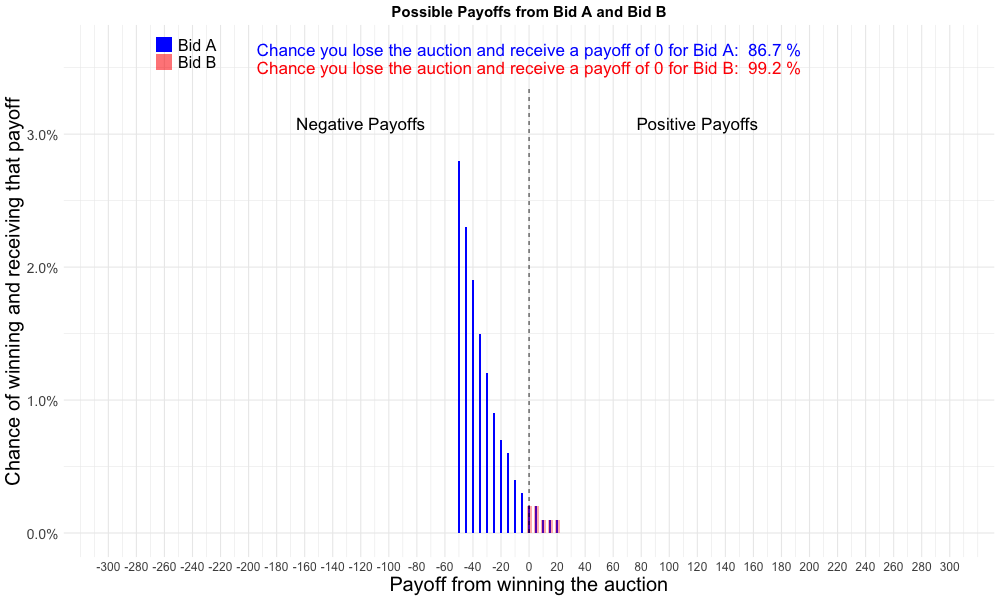 Possible Payoffs from Bid A and Bid B
Bid A
Bid B
Chance you lose the auction and receive a payoff of 0 for Bid A:  86.7 %
Chance you lose the auction and receive a payoff of 0 for Bid B:  99.2 %
Negative Payoffs
Positive Payoffs
Chance of winning and receiving that payoff
3.0%
2.0%
1.0%
0.0%
-300 -280 -260 -240 -220 -200 -180 -160 -140 -120 -100 -80 -60 -40 -20 0 20 40 60 80 100 120 140 160 180 200 220 240 260 280 300
Payoff from winning the auction